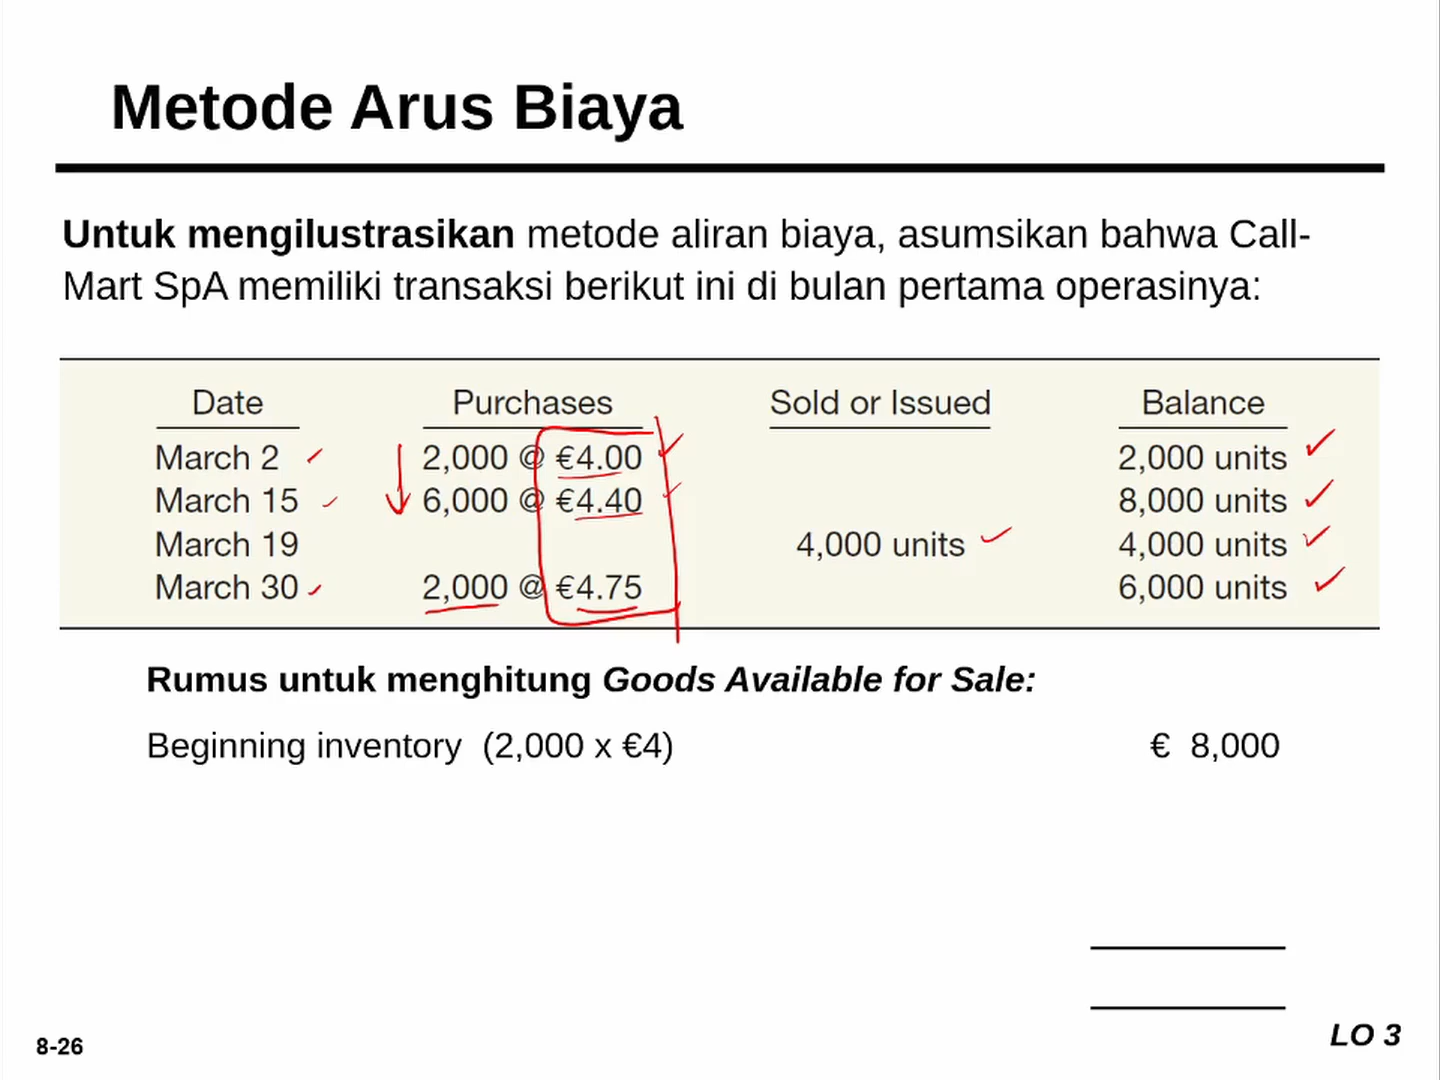 Metode Arus Biaya
Untuk mengilustrasikan metode aliran biaya, asumsikan bahwa Call-
Mart SpA memiliki transaksi berikut ini di bulan pertama operasinya:
Date Purchases Sold or Issued Balance
March 2 2,000 @ €4.00 2,000 units
March 15 6,000 @ €4.40 8,000 units
March 19 4,000 units 4,000 units
March 30 2,000 @ €4.75 6,000 units
Rumus untuk menghitung Goods Available for Sale:
Beginning inventory (2,000 x €4) € 8,000
8-26 LO 3